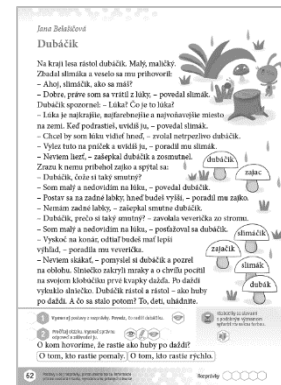 Jana Belašičová
Dubáčik
Na kraji lesa rástol dubáčik. Malý, maličký.
Zbadal slimáka a veselo sa mu prihovoril:
– Ahoj, slimáčik, ako sa máš?
– Dobre, práve som sa vrátil z lúky, – povedal slimák.
Dubáčik spozornel: – Lúka? Čo je to lúka?
– Lúka je najkrajšie, najfarebnejšie a najvoňavejšie miesto
na zemi. Keď podrastieš, uvidíš ju, – povedal slimák.
– Chcel by som lúku vidieť hneď, – zvolal netrpezlivo dubáčik.
– Vylez tuto na pníček a uvidíš ju, – poradil mu slimák.
– Neviem liezť, – zašepkal dubáčik a zosmutnel.
Zrazu k nemu pribehol zajko a spýtal sa:
– Dubáčik, čože si taký smutný?
– Som malý a nedovidím na lúku, – povedal dubáčik.
– Postav sa na zadné labky, hneď budeš vyšší, – poradil mu zajko.
– Nemám zadné labky, – zašepkal smutne dubáčik.
– Dubáčik, prečo si taký smutný? – zavolala veverička zo stromu.
– Som malý a nedovidím na lúku, – posťažoval sa dubáčik.
– Vyskoč na konár, odtiaľ budeš mať lepší
výhľad, – poradila mu veverička.
– Neviem skákať, – pomyslel si dubáčik a pozrel
na oblohu. Slniečko zakryli mraky a o chvíľu pocítil
na svojom klobúčiku prvé kvapky dažďa. Po daždi
vykuklo slniečko. Dubáčik rástol a rástol – ako huby
po daždi. A čo sa stalo potom? To, deti, uhádnite.
dubáčik
zajac
slimáčik
zajačik
slimák
dubák
1
2
O kom hovoríme, že rastie ako huby po daždi?
O tom, kto rastie pomaly. O tom, kto rastie rýchlo.
62